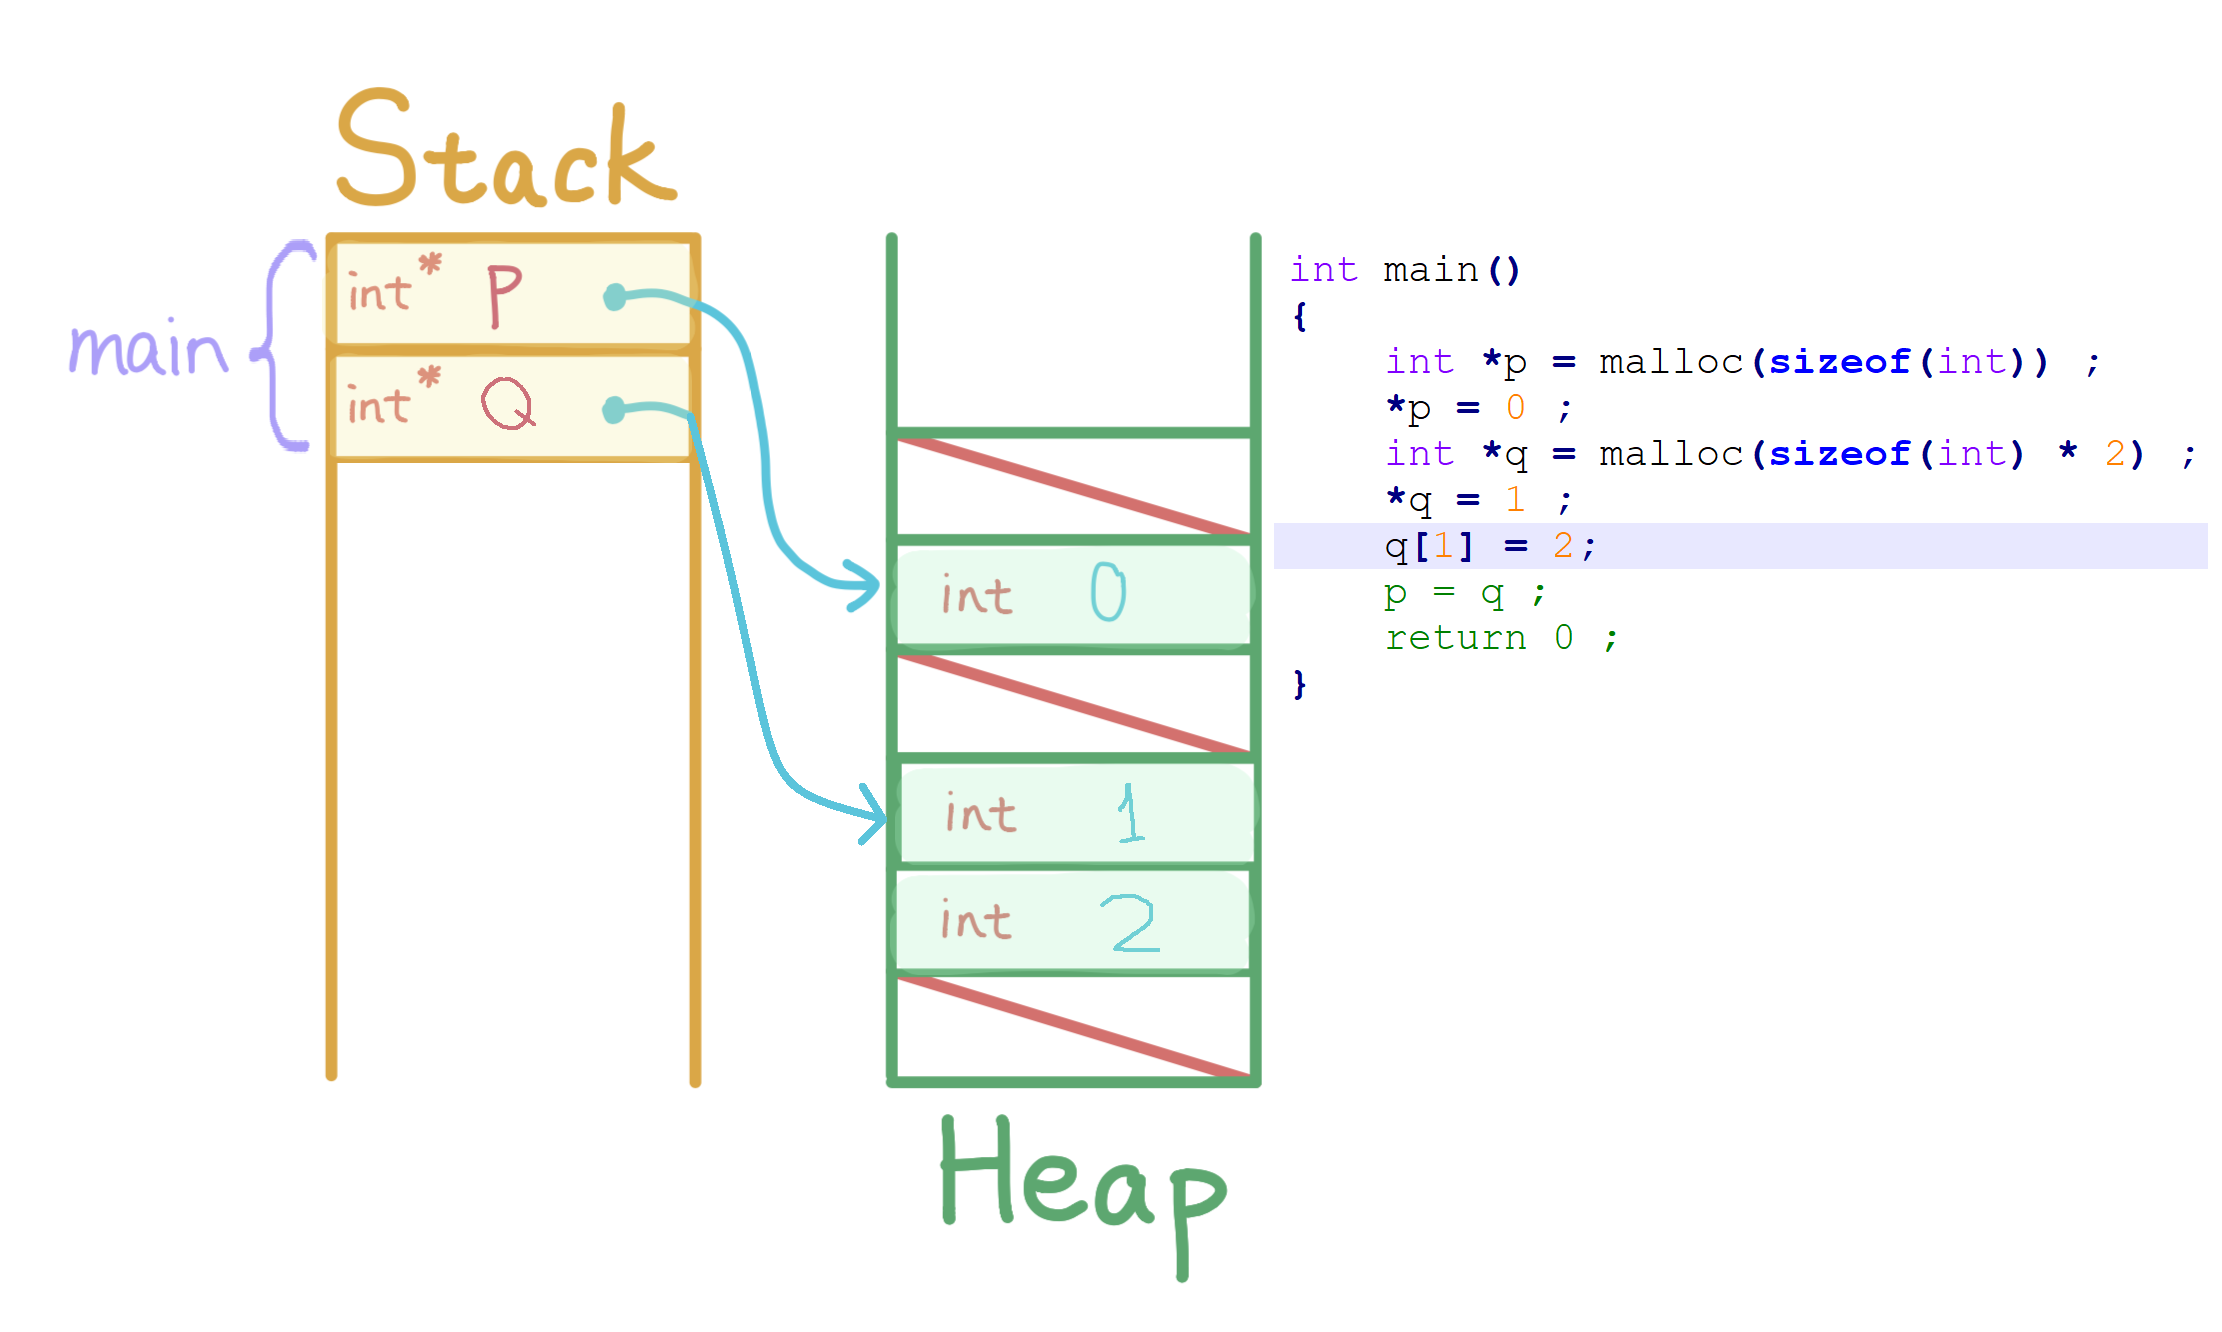 Stack
main
int* P
int* Q
int 0
int 1
int 2
Heap
int main()
{
    int *p = malloc(sizeof(int)) ;
    *p = 0 ;
    int *q = malloc(sizeof(int) * 2) ;
    *q = 1 ;
    q[1] = 2;
    p = q ;
    return 0 ;
}